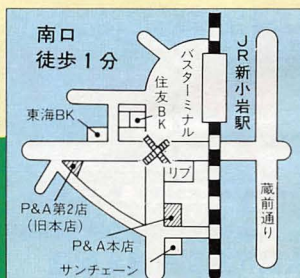 南口
徒歩1分
バスターミナル
JR新小岩駅
住友BK
東海BK
リブ
蔵前通り
P&A第2店
(旧本店)
P&A本店
サンチェーン